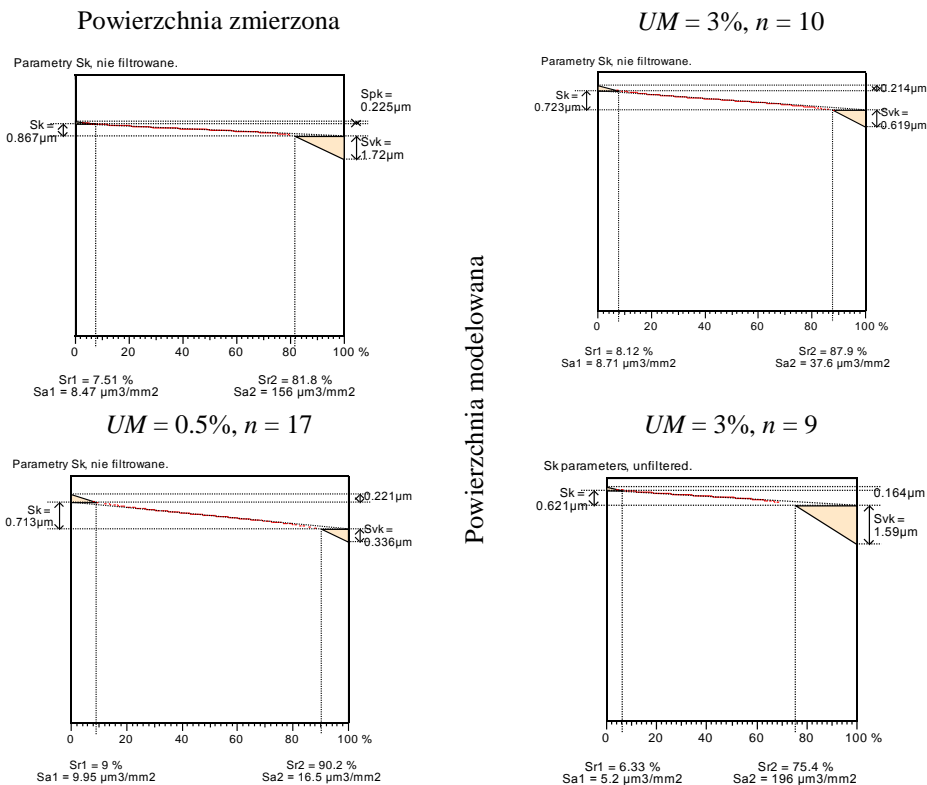 Powierzchnia zmierzona
Parametry Sk, nie filtrowane.
Spk =
0.225µm
Sk =
0.867µm
Svk =
1.72µm
0 20 40 60 80 100 %
Sr1 = 7.51 %
Sa1 = 8.47 µm3/mm2
Sr2 = 81.8 %
Sa2 = 156 µm3/mm2
UM = 3%, n = 10
Parametry Sk, nie filtrowane.
0.214µm
Sk =
0.723µm
Svk =
0.619µm
0 20 40 60 80 100 %
Sr1 = 8.12 %
Sa1 = 8.71 µm3/mm2
Sr2 = 87.9 %
Sa2 = 37.6 µm3/mm2
Powierzchnia modelowana
UM = 0.5%, n = 17
Parametry Sk, nie filtrowane.
0.221µm
Sk =
0.713µm
Svk =
0.336µm
0 20 40 60 80 100 %
Sr1 = 9 %
Sa1 = 9.95 µm3/mm2
Sr2 = 90.2 %
Sa2 = 16.5 µm3/mm2
UM = 3%, n = 9
Sk parameters, unfiltered.
0.164µm
Sk =
0.621µm
Svk =
1.59µm
0 20 40 60 80 100 %
Sr1 = 6.33 %
Sa1 = 5.2 µm3/mm2
Sr2 = 75.4 %
Sa2 = 196 µm3/mm2